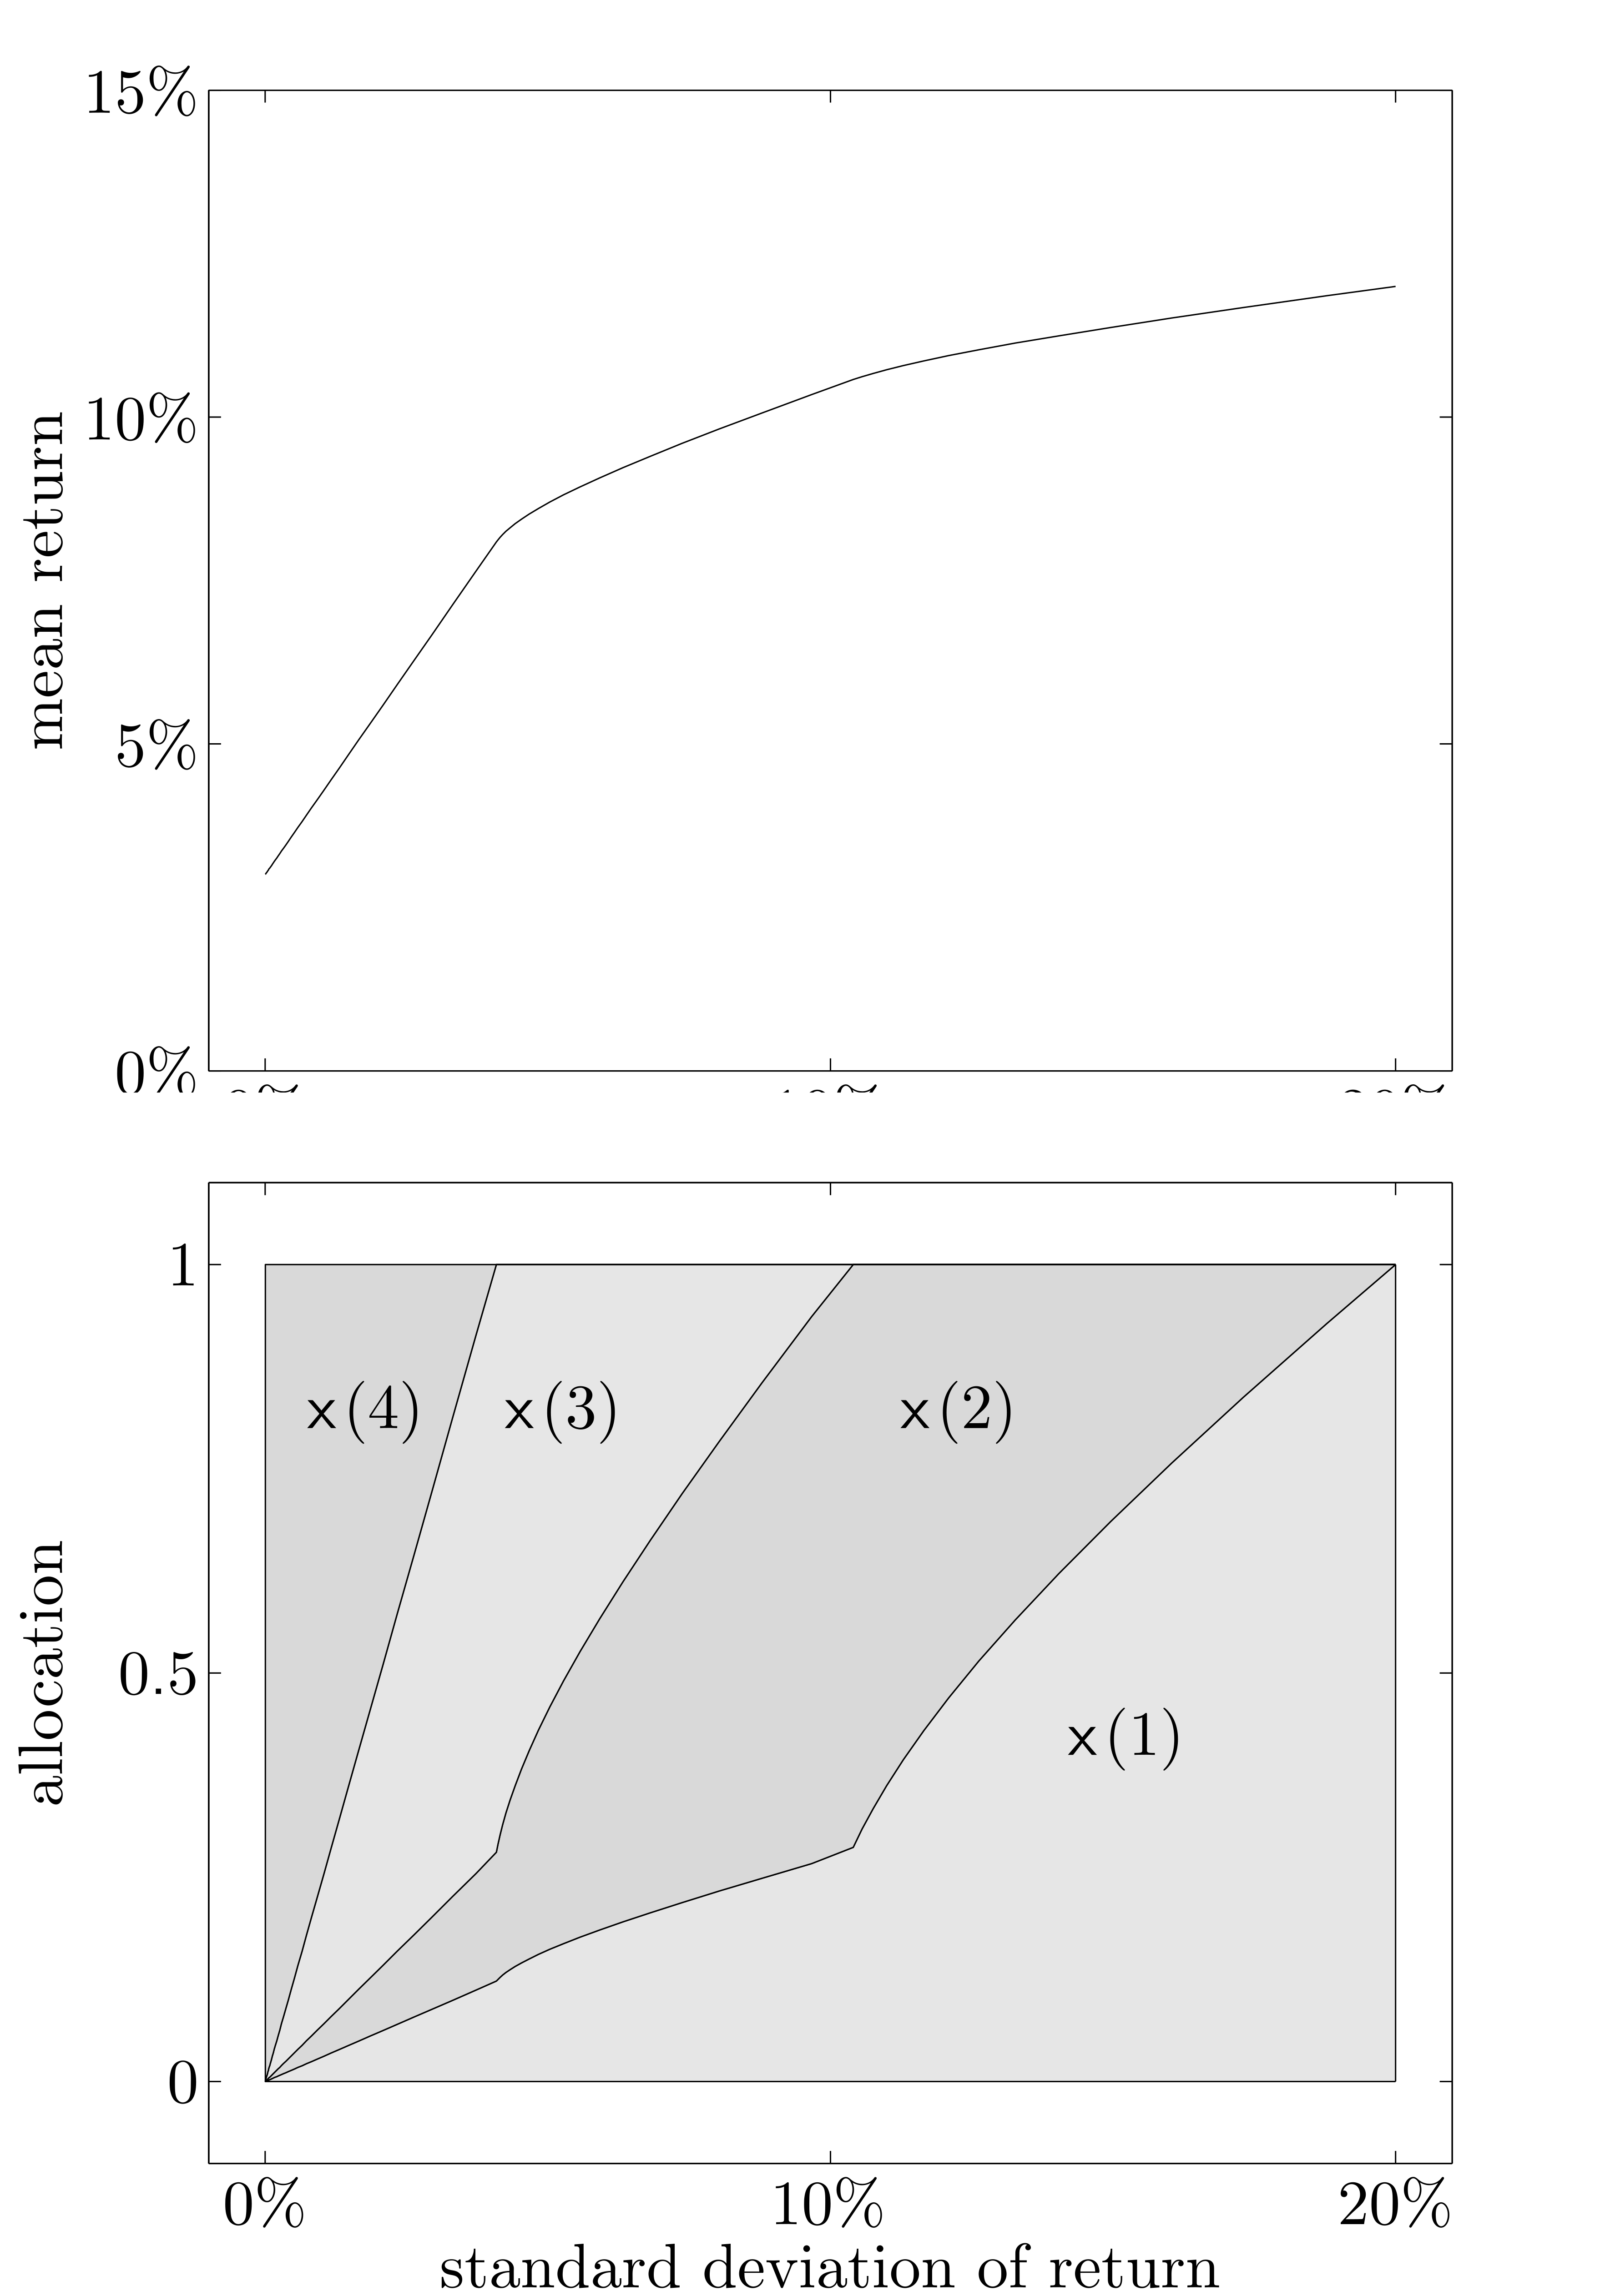 15%
10%
mean return
5%
0%
1
x(4) x(3) x(2)
allocation
0.5
x(1)
0
0% 10% 20%
standard deviation of return